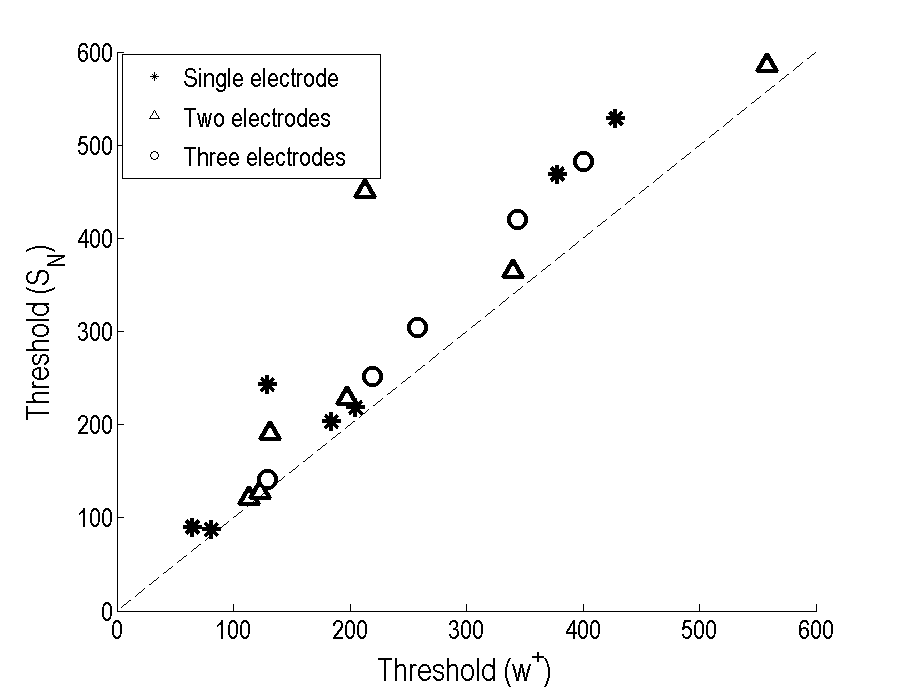 600
500
400
300
200
100
0
Single electrode
Two electrodes
Three electrodes
Threshold (S_N)
0 100 200 300 400 500 600
Threshold (w⁺)